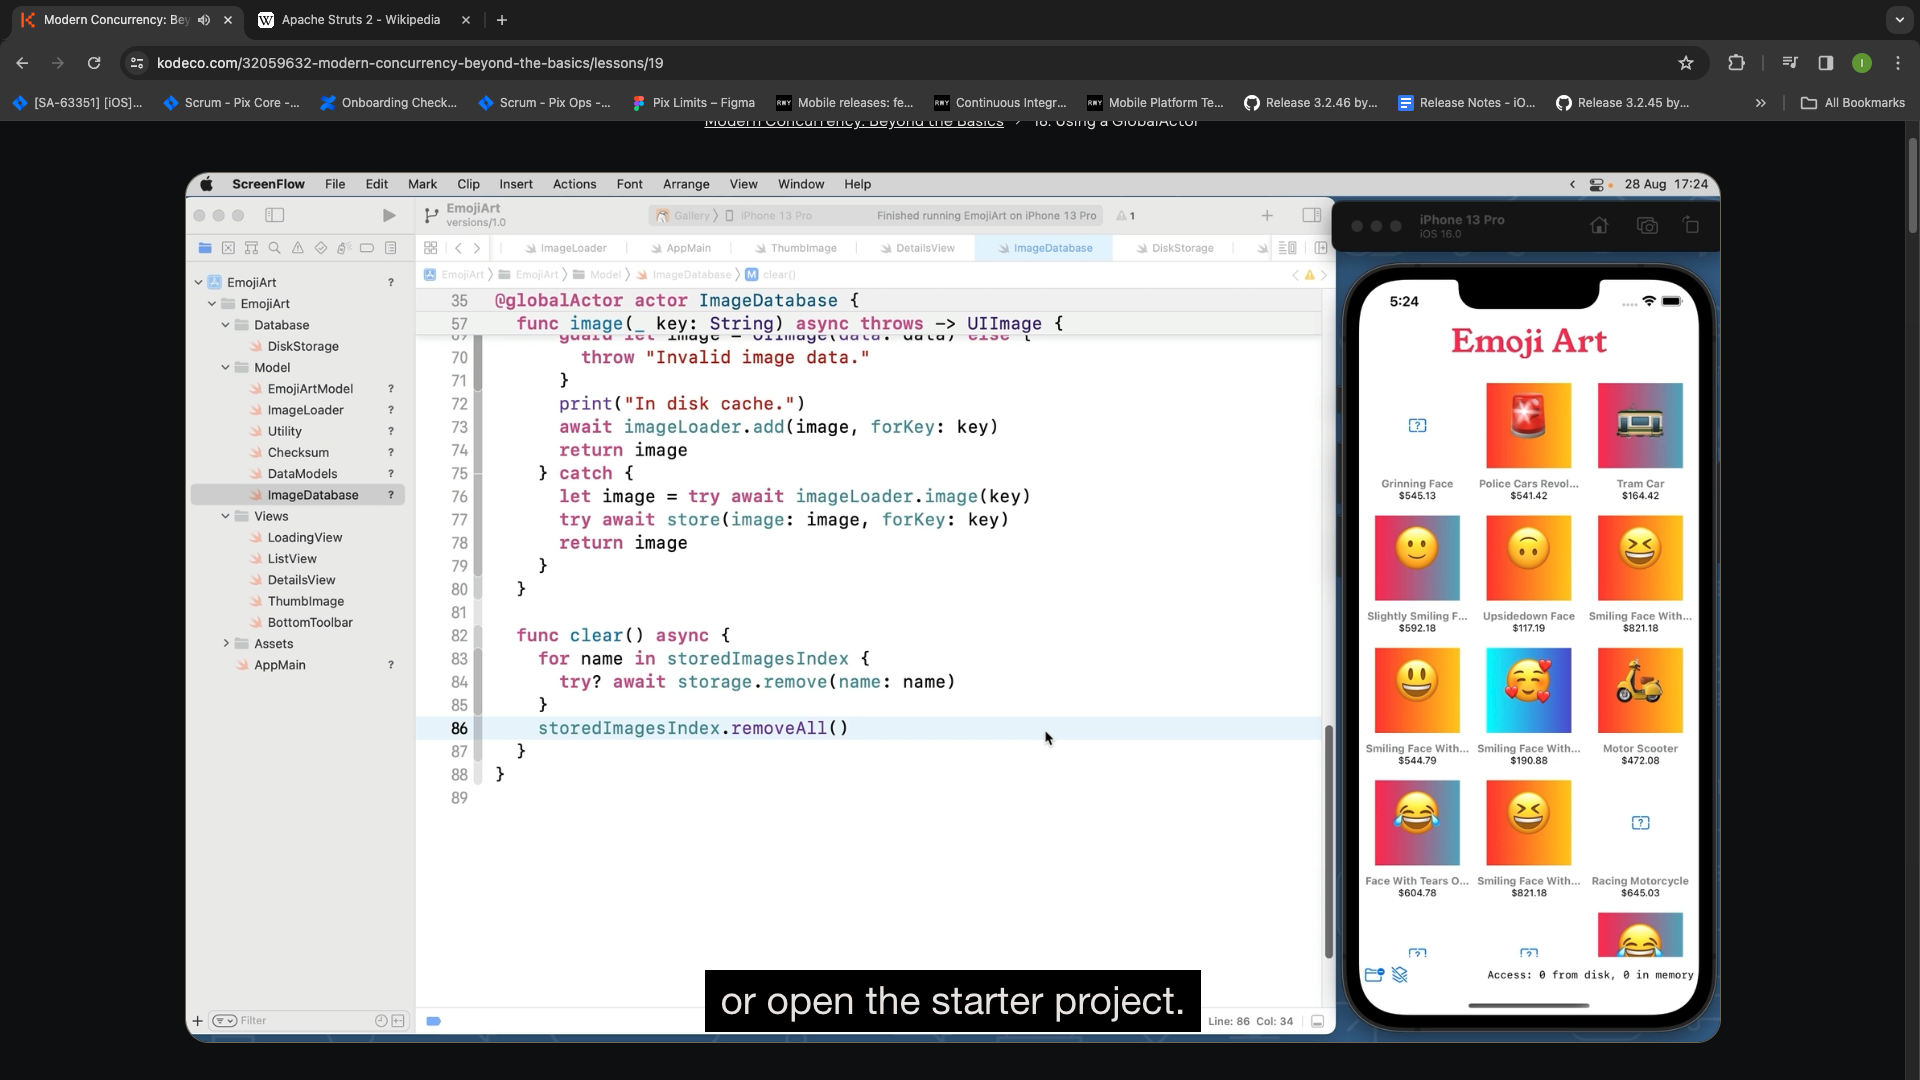 Modern Concurrency: Bey
Apache Struts 2 - Wikipedia
kodeco.com/32059632-modern-concurrency-beyond-the-basics/lessons/19
[SA-63351] [iOS]...
Scrum - Pix Core -...
Onboarding Check...
Scrum - Pix Ops -...
Pix Limits – Figma
Mobile releases: fe...
Continuous Integr...
Mobile Platform Te...
Release 3.2.46 by...
Release Notes - iO...
Release 3.2.45 by...
All Bookmarks
Modern Concurrency: Beyond the Basics
18. Using a GlobalActor
ScreenFlow File Edit Mark Clip Insert Actions Font Arrange View Window Help
28 Aug 17:24
EmojiArt
versions/1.0
Gallery
iPhone 13 Pro
Finished running EmojiArt on iPhone 13 Pro
1
ImageLoader
AppMain
ThumbImage
DetailsView
ImageDatabase
DiskStorage
EmojiArt
EmojiArt
Model
ImageDatabase
M clear()
EmojiArt ?
EmojiArt
Database
DiskStorage
Model
EmojiArtModel ?
ImageLoader ?
Utility ?
Checksum ?
DataModels ?
ImageDatabase ?
Views
LoadingView
ListView
DetailsView
ThumbImage
BottomToolbar
Assets
AppMain ?
Filter
35 @globalActor actor ImageDatabase {
57 func image(_ key: String) async throws -> UIImage {
69 guard let image = UIImage(data: data) else {
70 throw "Invalid image data."
71 }
72 print("In disk cache.")
73 await imageLoader.add(image, forKey: key)
74 return image
75 } catch {
76 let image = try await imageLoader.image(key)
77 try await store(image: image, forKey: key)
78 return image
79 }
80 }
81
82 func clear() async {
83 for name in storedImagesIndex {
84 try? await storage.remove(name: name)
85 }
86 storedImagesIndex.removeAll()
87 }
88 }
89
Line: 86 Col: 34
iPhone 13 Pro
iOS 16.0
5:24
Emoji Art
Grinning Face
$545.13
Police Cars Revol...
$541.42
Tram Car
$164.42
Slightly Smiling F...
$592.18
Upsidedown Face
$117.19
Smiling Face With...
$821.18
Smiling Face With...
$544.79
Smiling Face With...
$190.88
Motor Scooter
$472.08
Face With Tears O...
$604.78
Smiling Face With...
$821.18
Racing Motorcycle
$645.03
Access: 0 from disk, 0 in memory
or open the starter project.